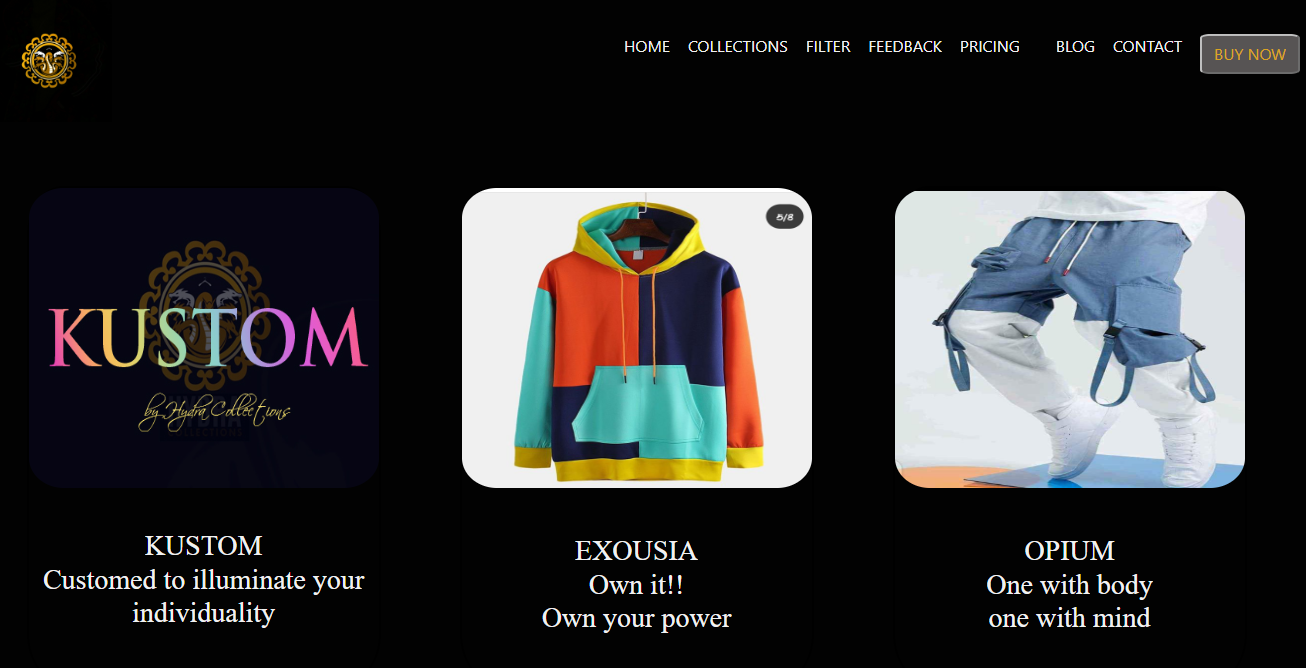 HOME COLLECTIONS FILTER FEEDBACK PRICING BLOG CONTACT BUY NOW
KUSTOM
by Hydra Collections
COLLECTIONS
5/8
KUSTOM
Customed to illuminate your
individuality
EXOUSIA
Own it!!
Own your power
OPIUM
One with body
one with mind